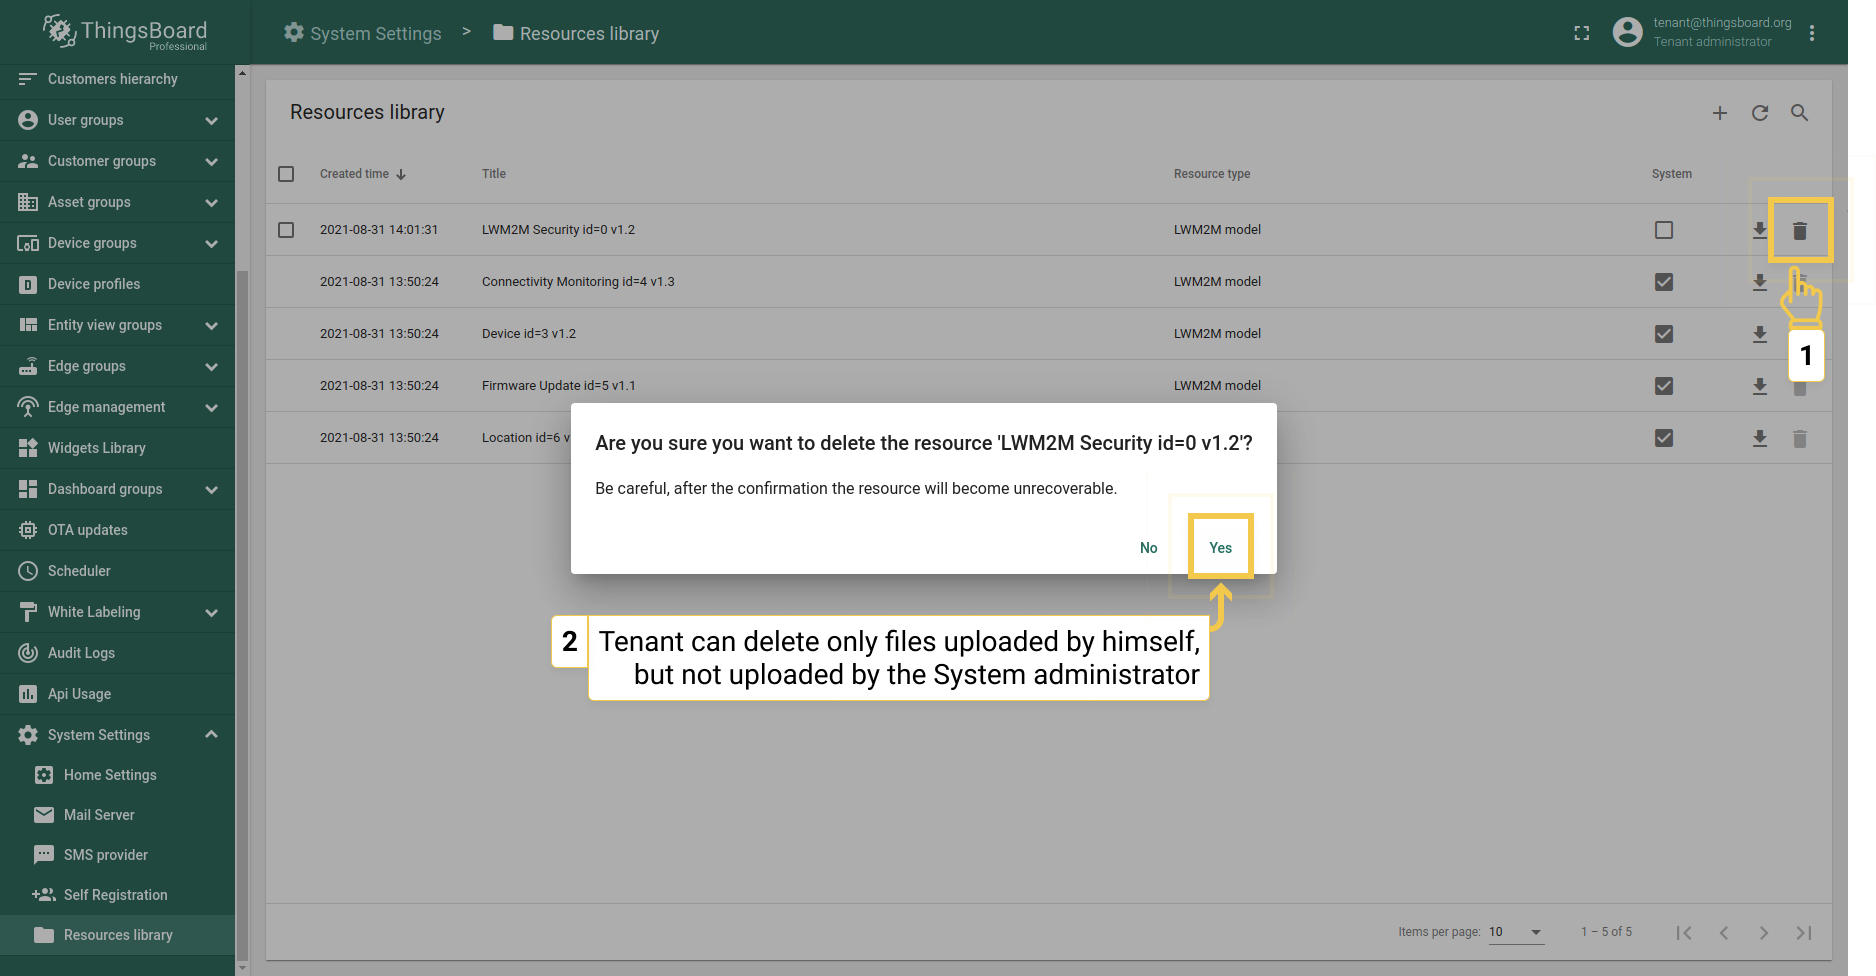 ThingsBoard
Professional
System Settings > Resources library
tenant@thingsboard.org
Tenant administrator
Customers hierarchy
User groups
Customer groups
Asset groups
Device groups
Device profiles
Entity view groups
Edge groups
Edge management
Widgets Library
Dashboard groups
OTA updates
Scheduler
White Labeling
Audit Logs
Api Usage
System Settings
Home Settings
Mail Server
SMS provider
Self Registration
Resources library
Resources library
Created time Title Resource type System
2021-08-31 14:01:31 LWM2M Security id=0 v1.2 LWM2M model
2021-08-31 13:50:24 Connectivity Monitoring id=4 v1.3 LWM2M model
2021-08-31 13:50:24 Device id=3 v1.2 LWM2M model
1
2021-08-31 13:50:24 Firmware Update id=5 v1.1 LWM2M model
2021-08-31 13:50:24 Location id=6 v
Are you sure you want to delete the resource 'LWM2M Security id=0 v1.2'?
Be careful, after the confirmation the resource will become unrecoverable.
No Yes
2 Tenant can delete only files uploaded by himself,
but not uploaded by the System administrator
Items per page: 10 1 – 5 of 5